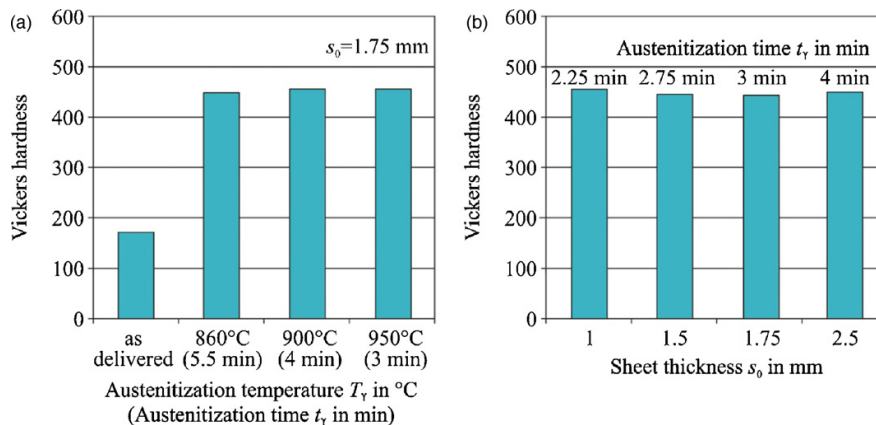 (a)
600
500
400
300
200
100
0
Vickers hardness
s₀=1.75 mm
as delivered
860°C (5.5 min)
900°C (4 min)
950°C (3 min)
Austenitization temperature Tγ in °C
(Austenitization time tγ in min)
(b)
600
500
400
300
200
100
0
Vickers hardness
Austenitization time tγ in min
2.25 min 2.75 min 3 min 4 min
1 1.5 1.75 2.5
Sheet thickness s₀ in mm